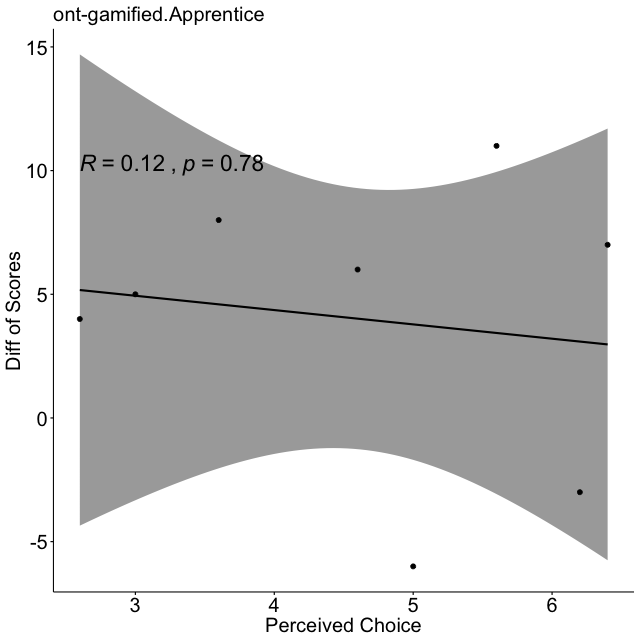 ont-gamified.Apprentice
15
R = 0.12 , p = 0.78
10
5
0
-5
Diff of Scores
3 4 5 6
Perceived Choice